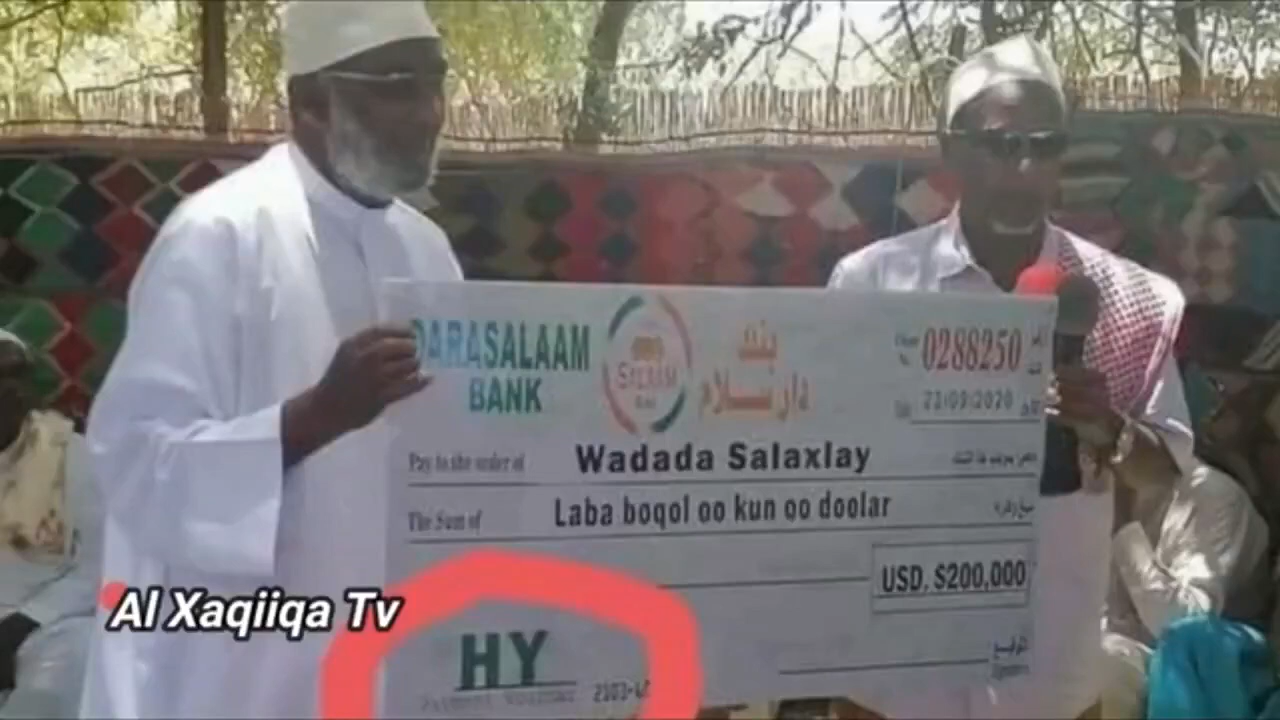 DARASALAAM
BANK
SALAAM
بنك
دار سلام
0288250
22/09/2020
Pay to the order of Wadada Salaxlay
The Sum of Laba boqol oo kun oo doolar
USD. $200,000
Al Xaqiiqa Tv
HY